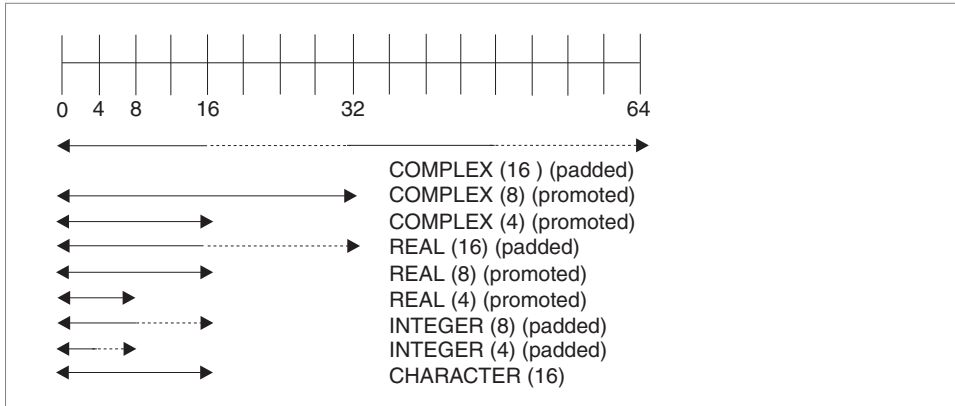 0 4 8 16 32 64
COMPLEX (16 ) (padded)
COMPLEX (8) (promoted)
COMPLEX (4) (promoted)
REAL (16) (padded)
REAL (8) (promoted)
REAL (4) (promoted)
INTEGER (8) (padded)
INTEGER (4) (padded)
CHARACTER (16)